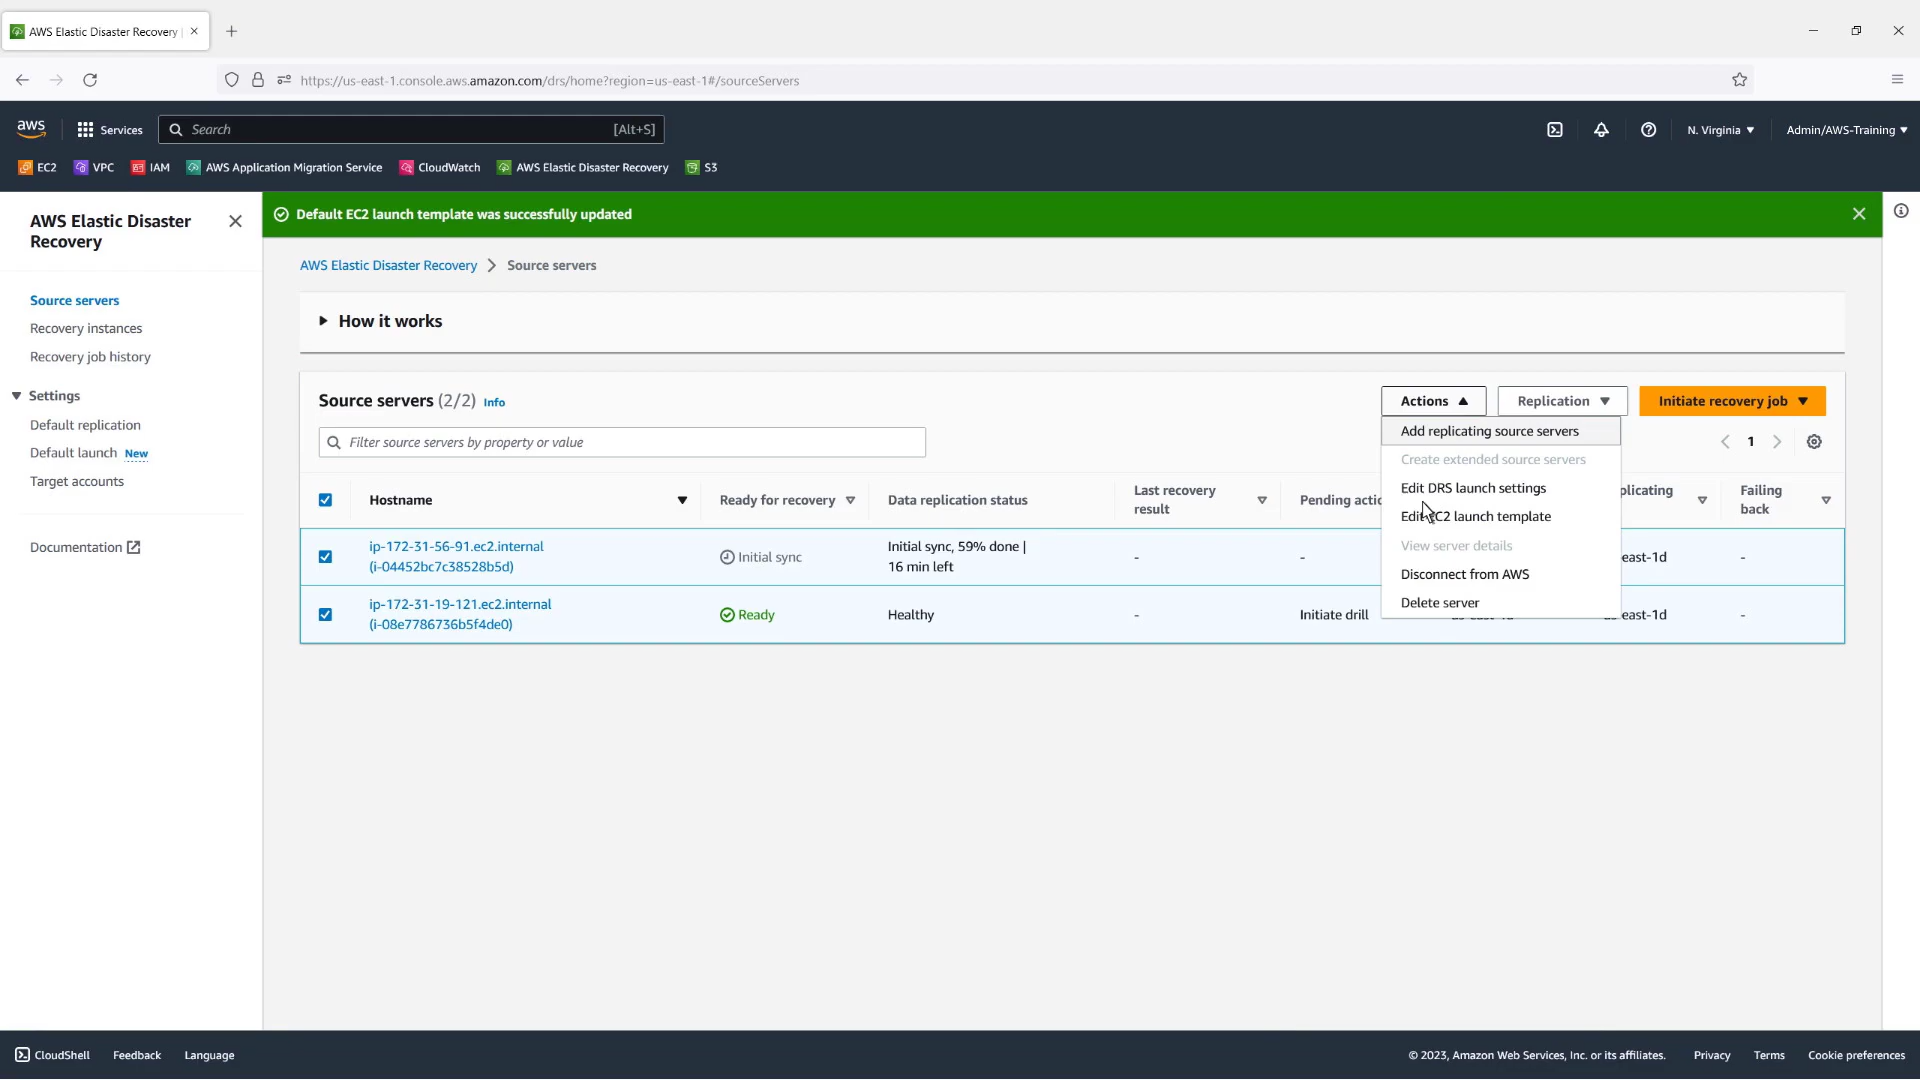 AWS Elastic Disaster Recovery
https://us-east-1.console.aws.amazon.com/drs/home?region=us-east-1#/sourceServers
aws
Services
Search
[Alt+S]
N. Virginia
Admin/AWS-Training
EC2
VPC
IAM
AWS Application Migration Service
CloudWatch
AWS Elastic Disaster Recovery
S3
AWS Elastic Disaster
Recovery
Source servers
Recovery instances
Recovery job history
Settings
Default replication
Default launch New
Target accounts
Documentation
Default EC2 launch template was successfully updated
AWS Elastic Disaster Recovery
Source servers
How it works
Source servers (2/2) Info
Actions
Replication
Initiate recovery job
Filter source servers by property or value
1
Add replicating source servers
Create extended source servers
Edit DRS launch settings
Edit EC2 launch template
View server details
Disconnect from AWS
Delete server
Hostname
Ready for recovery
Data replication status
Last recovery
result
Pending
Failing
back
ip-172-31-56-91.ec2.internal
(i-04452bc7c38528b5d)
Initial sync
Initial sync, 59% done |
16 min left
-
-
east-1d
-
ip-172-31-19-121.ec2.internal
(i-08e7786736b5f4de0)
Ready
Healthy
-
Initiate drill
east-1d
-
CloudShell
Feedback
Language
© 2023, Amazon Web Services, Inc. or its affiliates.
Privacy
Terms
Cookie preferences